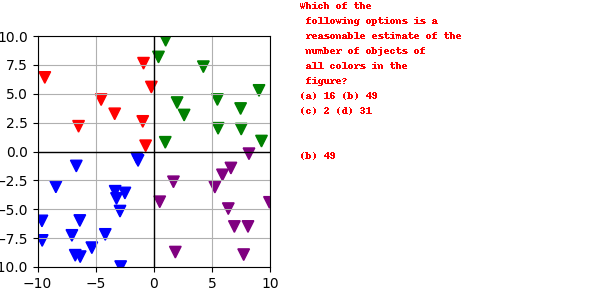 Which of the
following options is a
reasonable estimate of the
number of objects of
all colors in the
figure?
(a) 16 (b) 49
(c) 2 (d) 31
(b) 49
10.0
7.5
5.0
2.5
0.0
−2.5
−5.0
−7.5
10.0
−10
−5
0
5
10